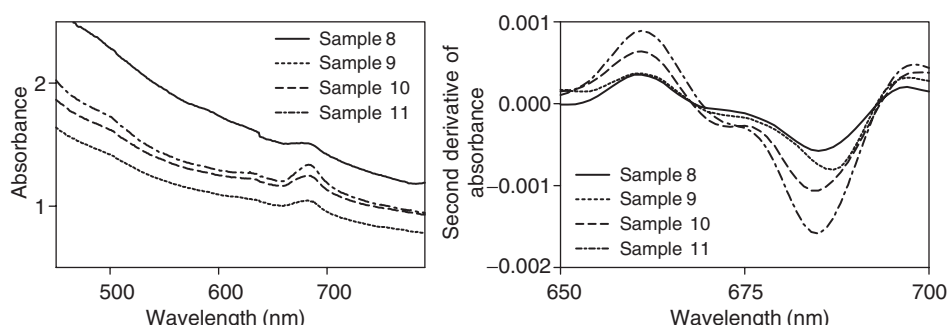 Absorbance
2
1
Sample 8
Sample 9
Sample 10
Sample 11
500
600
700
Wavelength (nm)
Second derivative of
absorbance
0.001
0.000
−0.001
−0.002
Sample 8
Sample 9
Sample 10
Sample 11
650
675
700
Wavelength (nm)